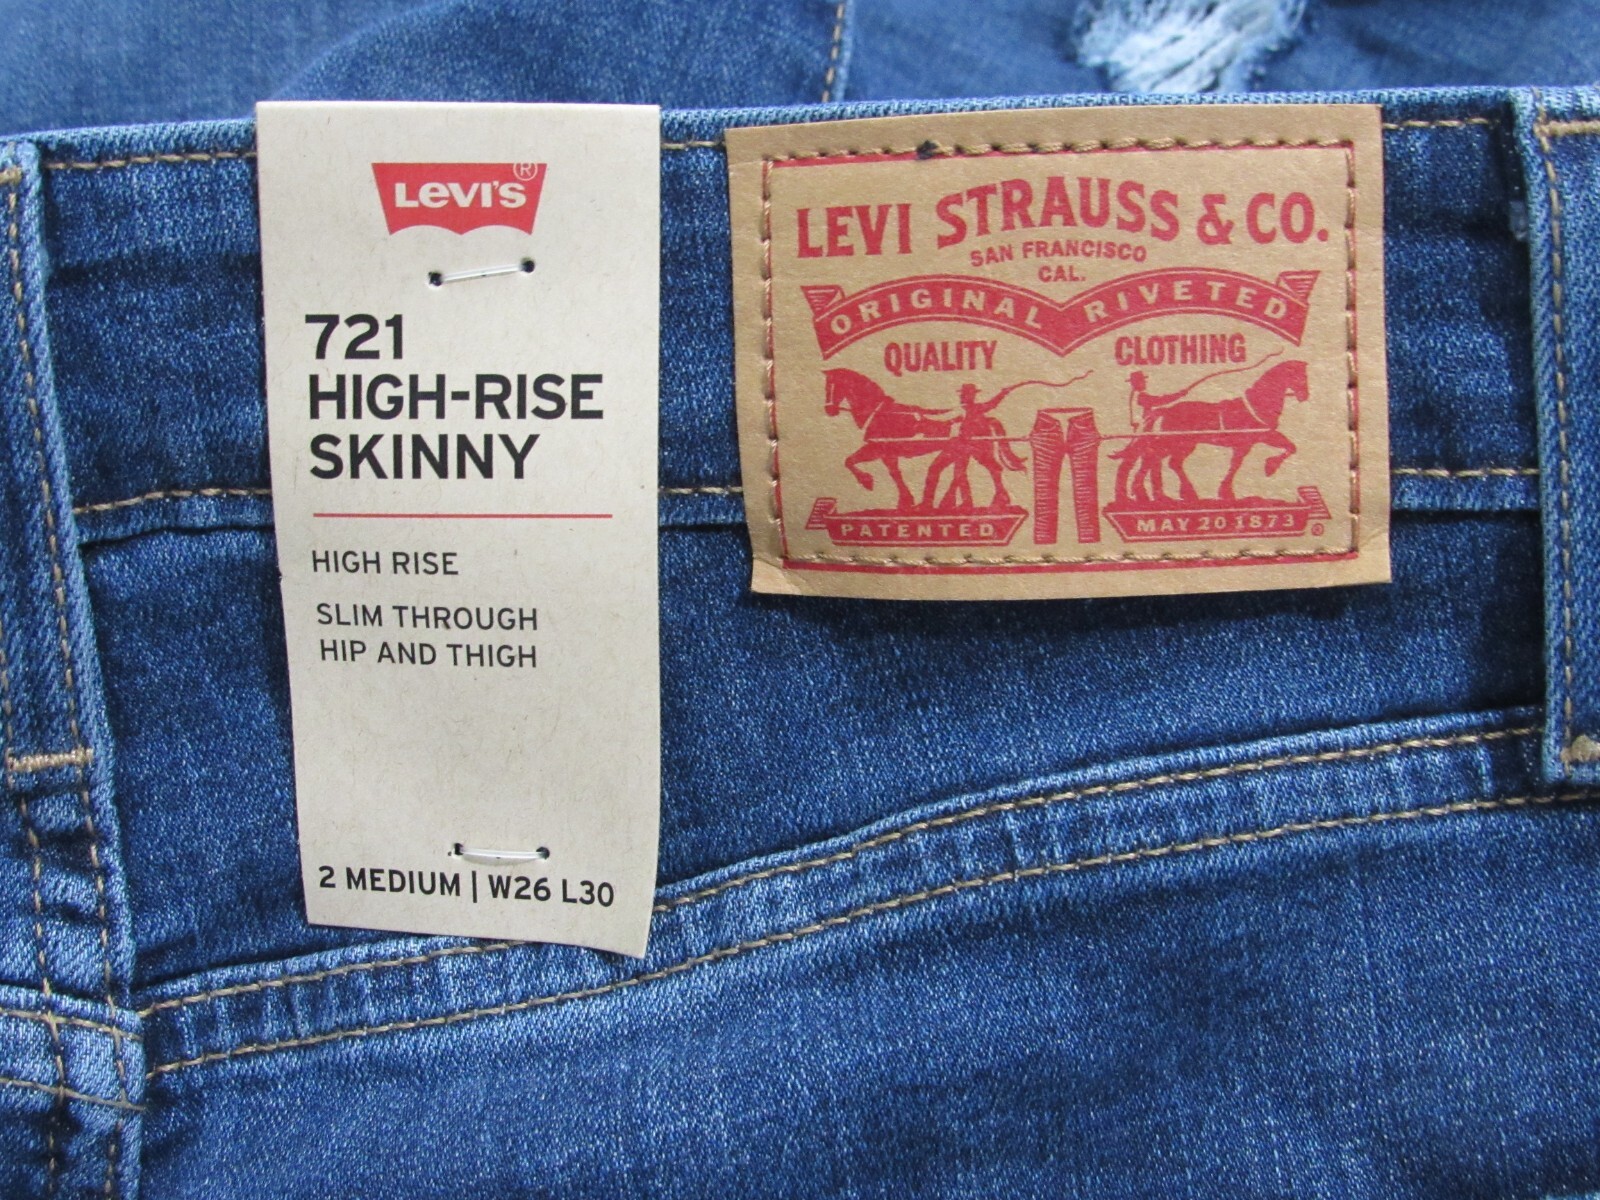 LEVI'S®
721
HIGH-RISE
SKINNY
HIGH RISE
SLIM THROUGH
HIP AND THIGH
2 MEDIUM | W26 L30
LEVI STRAUSS & CO.
SAN FRANCISCO
CAL.
ORIGINAL RIVETED
QUALITY CLOTHING
PATENTED MAY 20 1873 ®